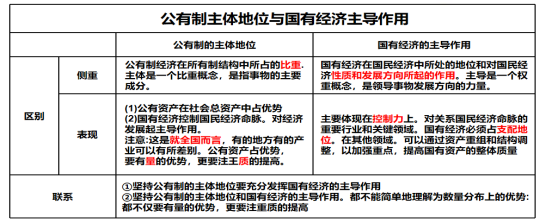 公有制主体地位与国有经济主导作用
公有制的主体地位
国有经济的主导作用
区别
侧重
公有制经济在所有制结构中所占的比重.
主体是一个比重概念，是指事物的主要
成分。
国有经济在国民经济中所处的地位和对国民经
济性质和发展方向所起的作用。主导是一个权
重概念，是领导事物发展方向的力量。
表现
(1)公有资产在社会总资产中占优势
(2)国有经济控制国民经济命脉。对经济
发展起主导作用。
注意:这是就全国而言，有的地方有的产
业可以有所差别。公有资产占优势，
要有量的优势，更要注王质的提高。
主要体现在控制力上。对关系国民经济命脉的
重要行业和关键领域。国有经济必须占支配地
位。在其他领域。可以通过资产重组和结构调
整，以加强重点，提高国有资产的整体质量
联系
①坚持公有制的主体地位要充分发挥国有经济的主导作用
②坚持公有制的主体地位和国有经济的主导作用。都不能简单地理解为数量分布上的优势:
都不仅要有量的优势，更要注重质的提高